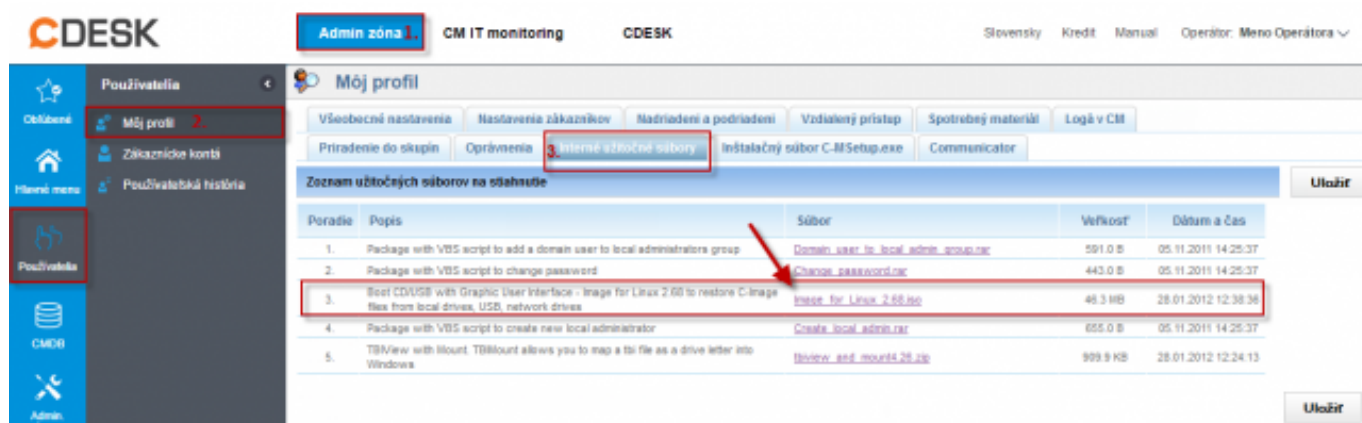 CDESK
Admin zóna 1. CM IT monitoring CDESK
Slovensky Kredit Manual Operátor: Meno Operátora
Obľúbené
Hlavné menu
Používatelia
CMDB
Admin.
Používatelia
Môj profil 2.
Zákaznícke kontá
Používateľská história
Môj profil
Všeobecné nastavenia Nastavenia zákazníkov Nadriadení a podriadení Vzdialený prístup Spotrebný materiál Logá v CM
Priradenie do skupín Oprávnenia 3. Interné užitočné súbory Inštalačný súbor C-MSetup.exe Communicator
Zoznam užitočných súborov na stiahnutie
Uložiť
Poradie Popis Súbor Veľkosť Dátum a čas
1. Package with VBS script to add a domain user to local administrators group Domain_user_to_local_admin_group.rar 591.0 B 05.11.2011 14:25:37
2. Package with VBS script to change password Change_password.rar 443.0 B 05.11.2011 14:25:37
3. Boot CD/USB with Graphic User Interface - Image for Linux 2.68 to restore C-Image
files from local drives, USB, network drives Image_for_Linux_2.68.iso 46.3 MB 28.01.2012 12:38:36
4. Package with VBS script to create new local administrator Create_local_admin.rar 655.0 B 05.11.2011 14:25:37
5. TBIView with Mount. TBIMount allows you to map a tbi file as a drive letter into
Windows tbiview_and_mount4.26.zip 909.9 KB 28.01.2012 12:24:13
Uložiť